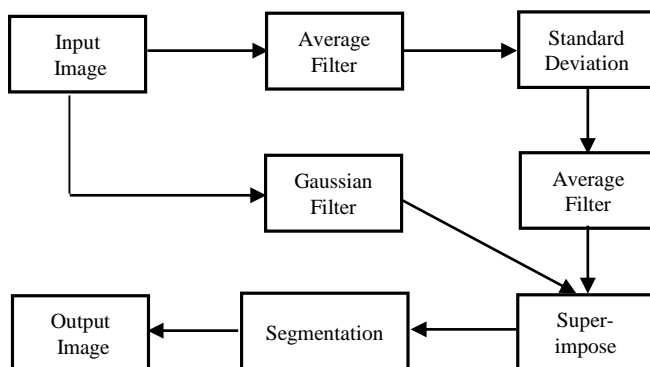 Input
Image
Average
Filter
Standard
Deviation
Gaussian
Filter
Average
Filter
Output
Image
Segmentation
Super-
impose